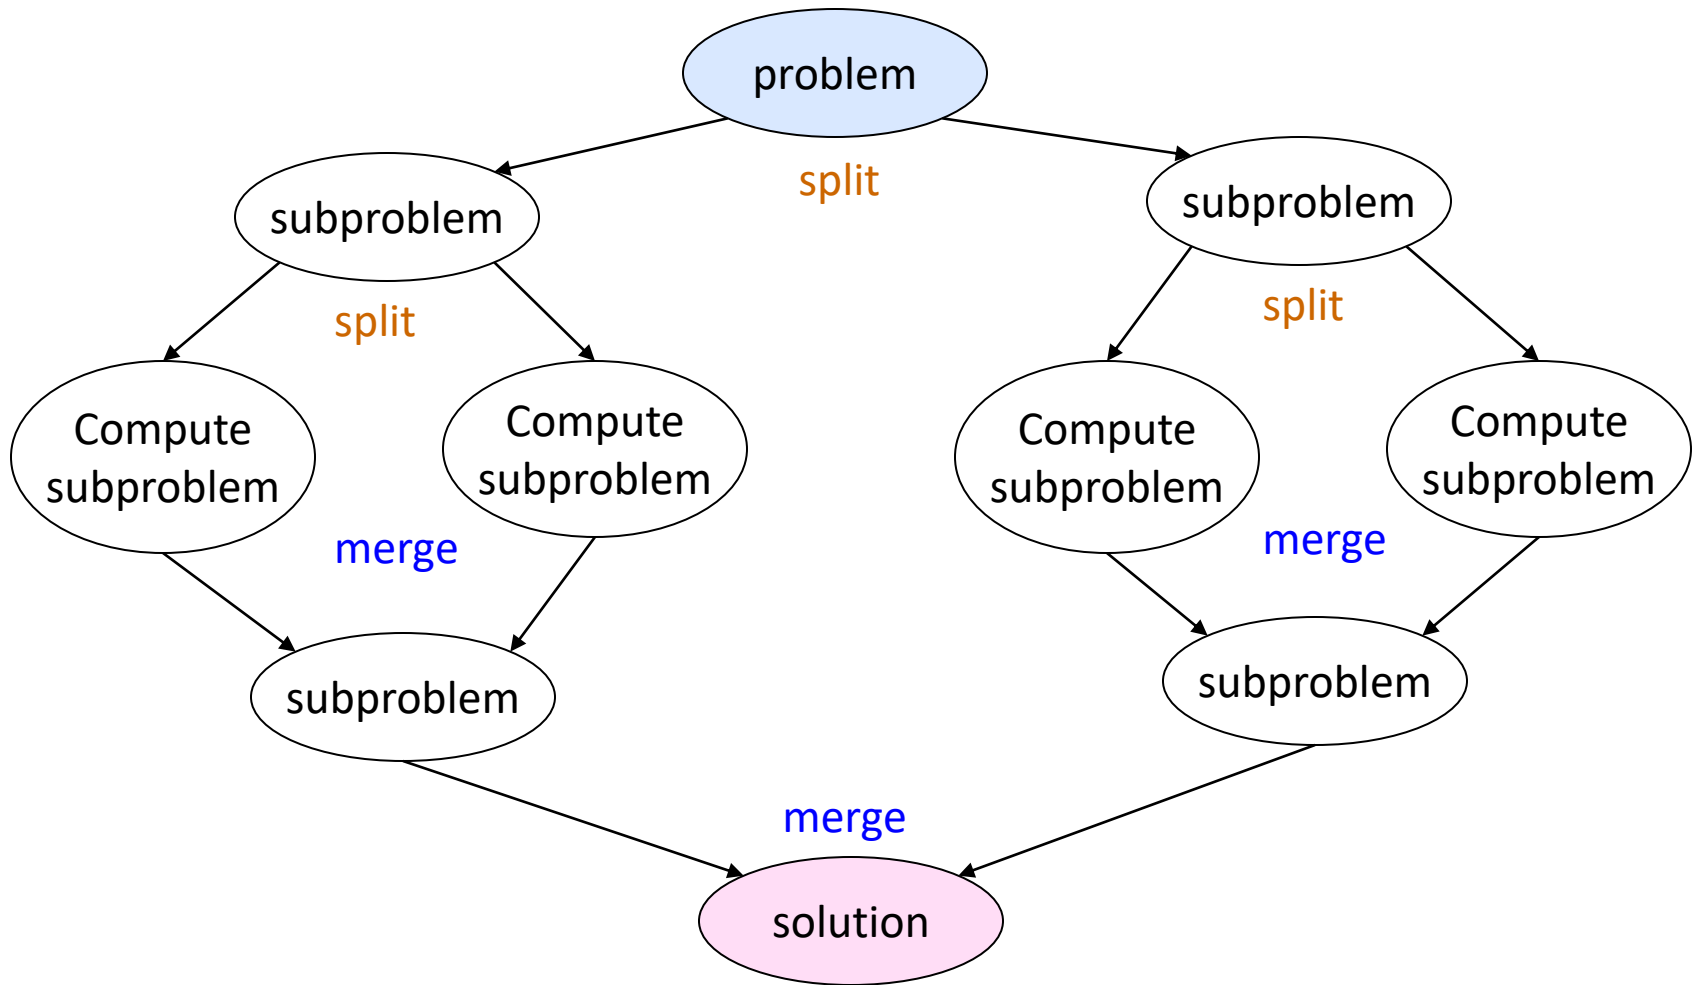 problem
split
subproblem
subproblem
split
split
Compute
subproblem
Compute
subproblem
Compute
subproblem
Compute
subproblem
merge
merge
subproblem
subproblem
merge
solution